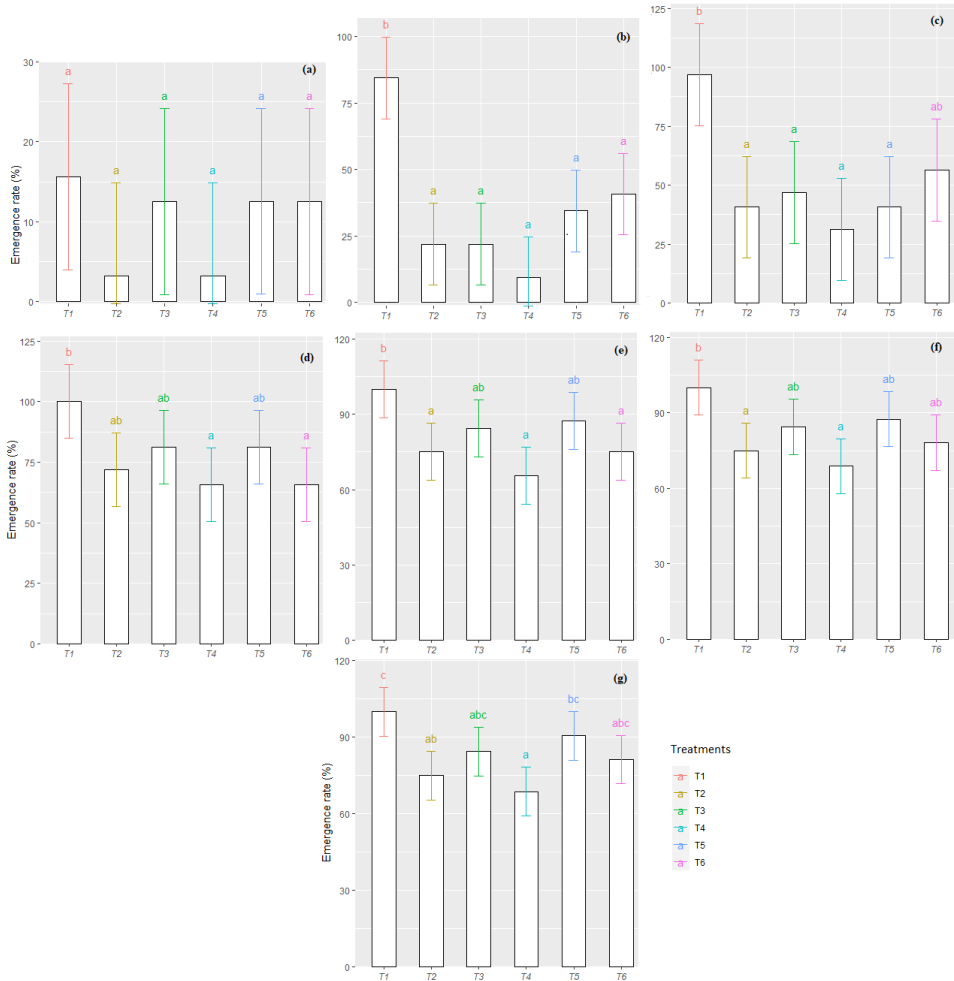 (a)
Emergence rate (%)
30
20
10
0
a a a a a a
T1 T2 T3 T4 T5 T6
(b)
100
75
50
25
0
b a a a a a
T1 T2 T3 T4 T5 T6
(c)
125
100
75
50
25
0
b a a a a ab
T1 T2 T3 T4 T5 T6
(d)
Emergence rate (%)
125
100
75
50
25
0
b ab ab a ab a
T1 T2 T3 T4 T5 T6
(e)
120
90
60
30
0
b a ab a ab a
T1 T2 T3 T4 T5 T6
(f)
120
90
60
30
0
b a ab a ab ab
T1 T2 T3 T4 T5 T6
(g)
Emergence rate (%)
120
90
60
30
0
c ab abc a bc abc
T1 T2 T3 T4 T5 T6
Treatments
a T1
a T2
a T3
a T4
a T5
a T6